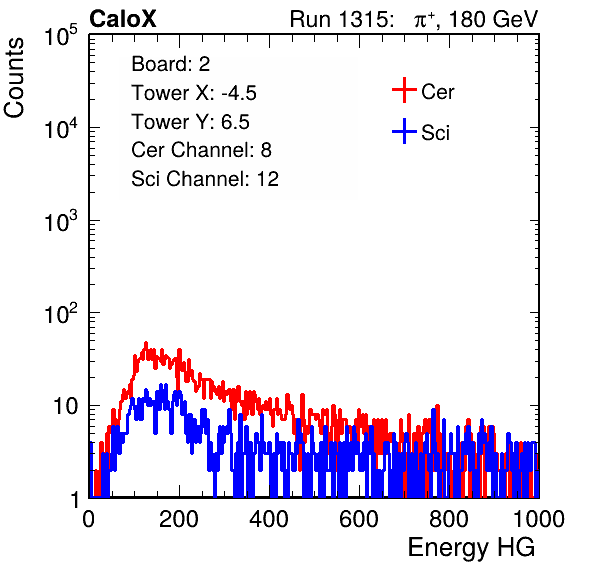 CaloX Run 1315: π⁺, 180 GeV
Counts
10⁵
10⁴
10³
10²
10
1
Board: 2
Tower X: -4.5
Tower Y: 6.5
Cer Channel: 8
Sci Channel: 12
Cer
Sci
0 200 400 600 800 1000
Energy HG